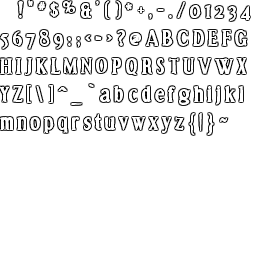 !"#$%&'()*+,-./01234
56789:;<=>?@ABCDEFG
HIJKLMNOPQRSTUVWX
YZ[\]^_`abcdefghijkl
mnopqrstuvwxyz{|}~